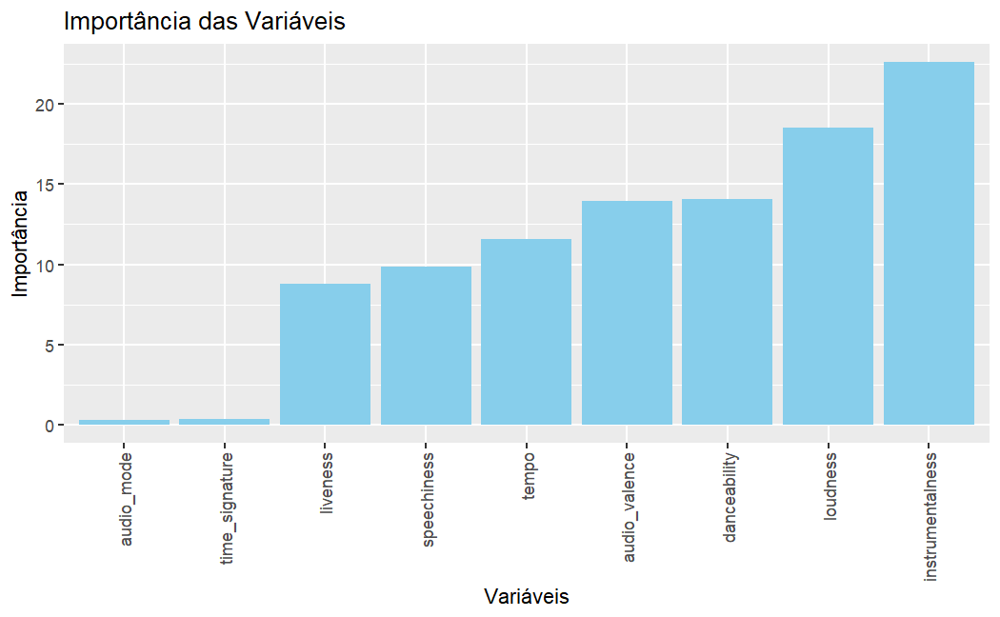 Importância das Variáveis
Importância
20
15
10
5
0
audio_mode
time_signature
liveness
speechiness
tempo
audio_valence
danceability
loudness
instrumentalness
Variáveis